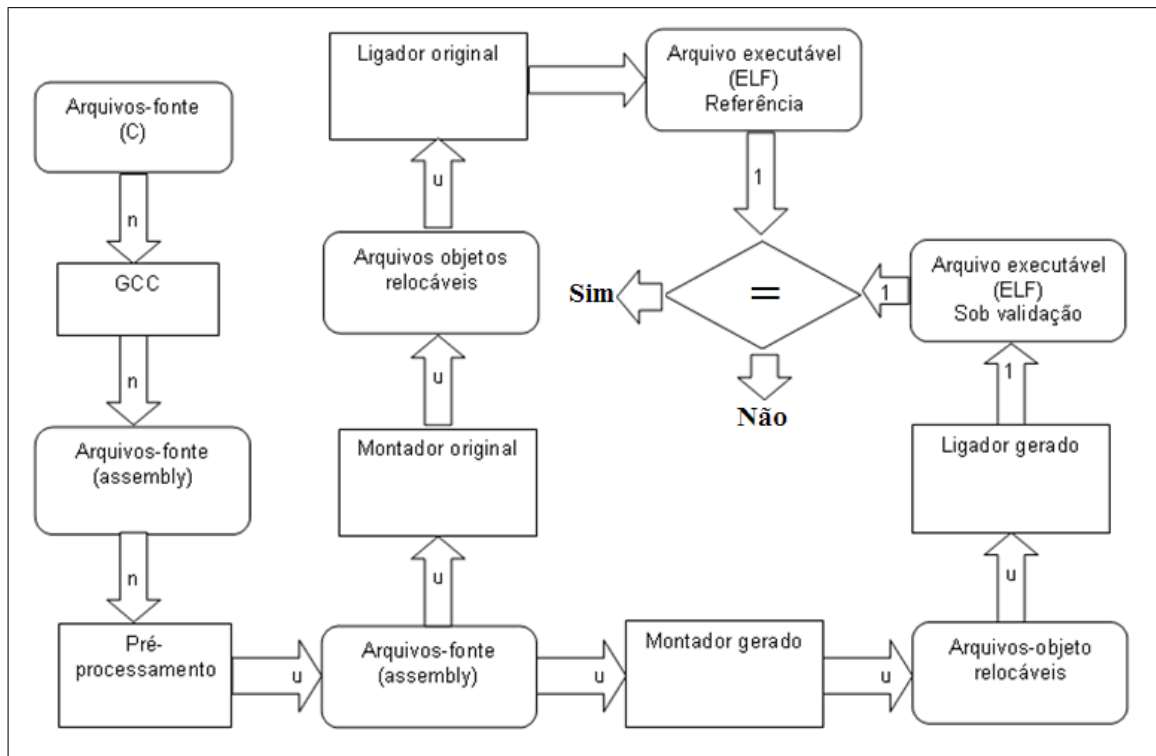 Arquivos-fonte
(C)
n
GCC
n
Arquivos-fonte
(assembly)
n
Pré-
processamento
u
Arquivos-fonte
(assembly)
u
Montador original
u
Arquivos objetos
relocáveis
u
Ligador original
Arquivo executável
(ELF)
Referência
1
=
Sim
Não
u
Montador gerado
u
Arquivos-objeto
relocáveis
u
Ligador gerado
1
Arquivo executável
(ELF)
Sob validação
1